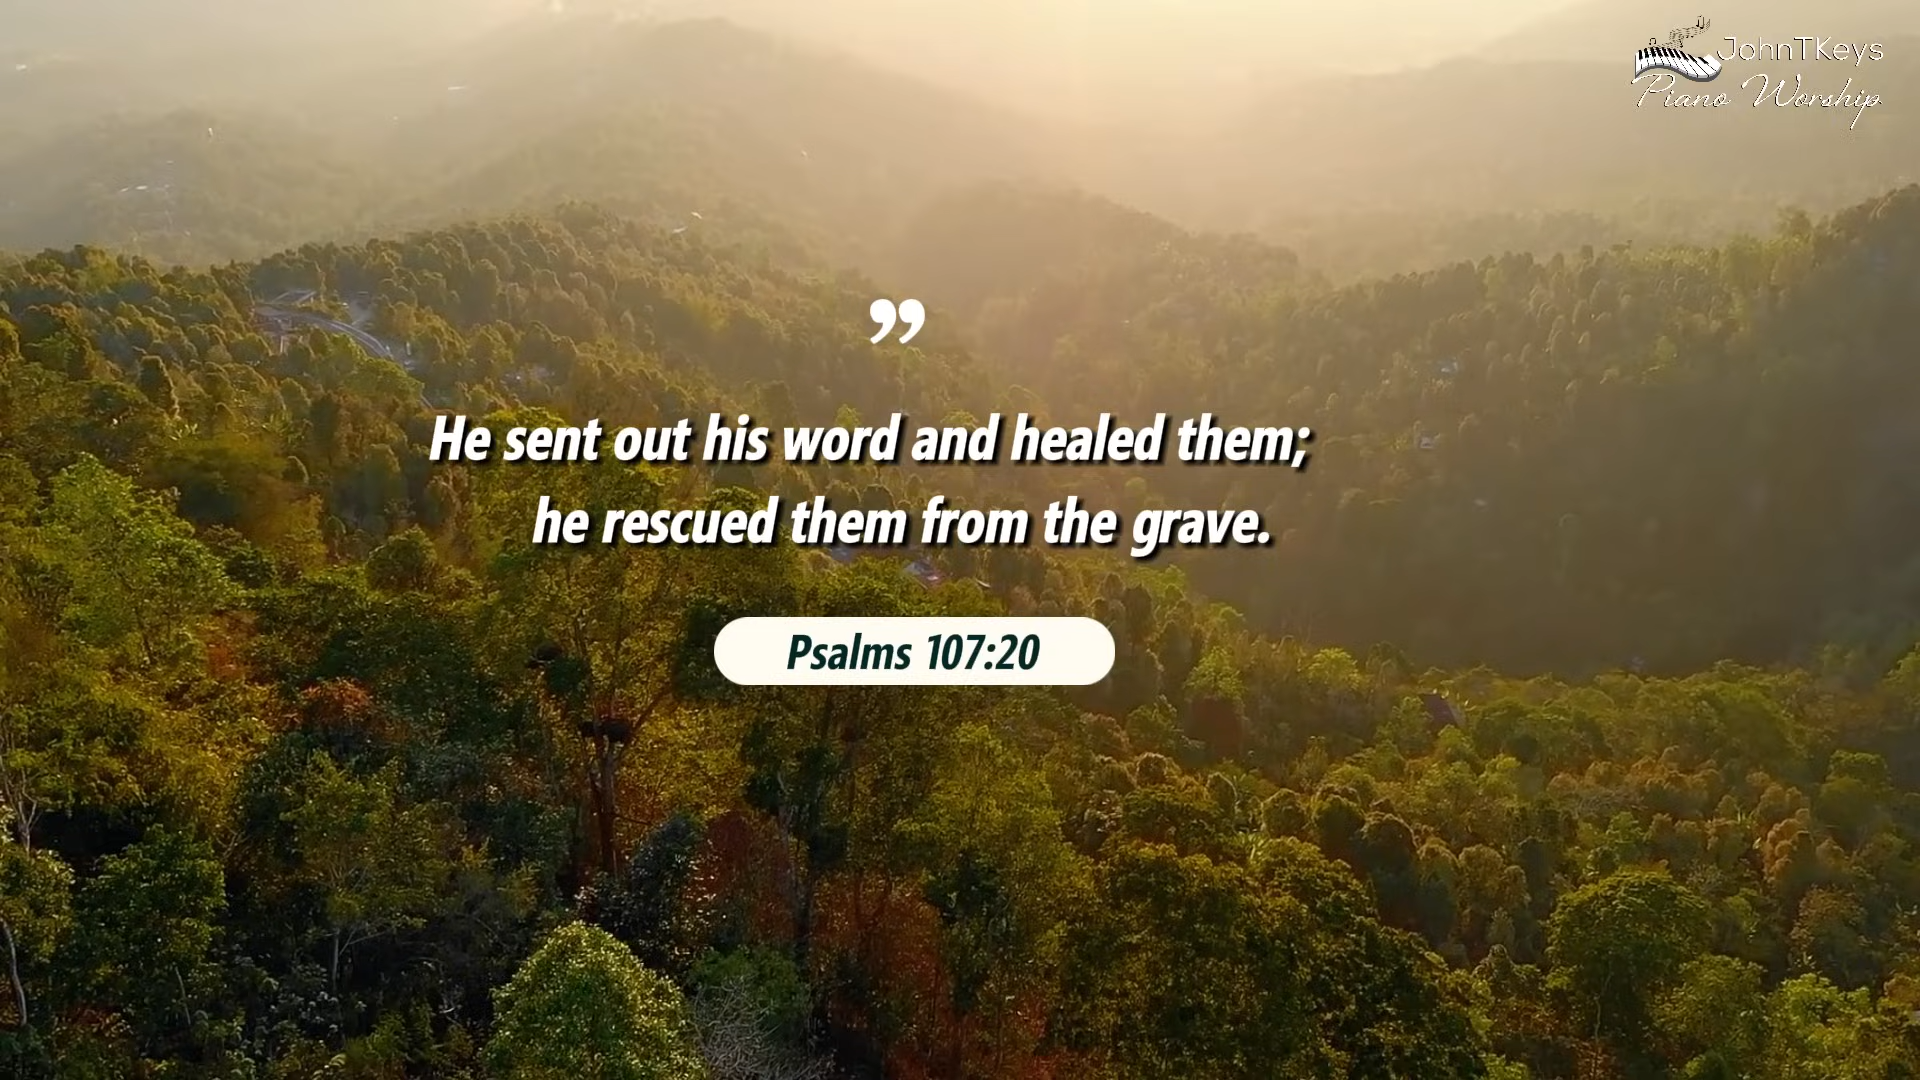 JohnTKeys
Piano Worship
”
He sent out his word and healed them;
he rescued them from the grave.
Psalms 107:20